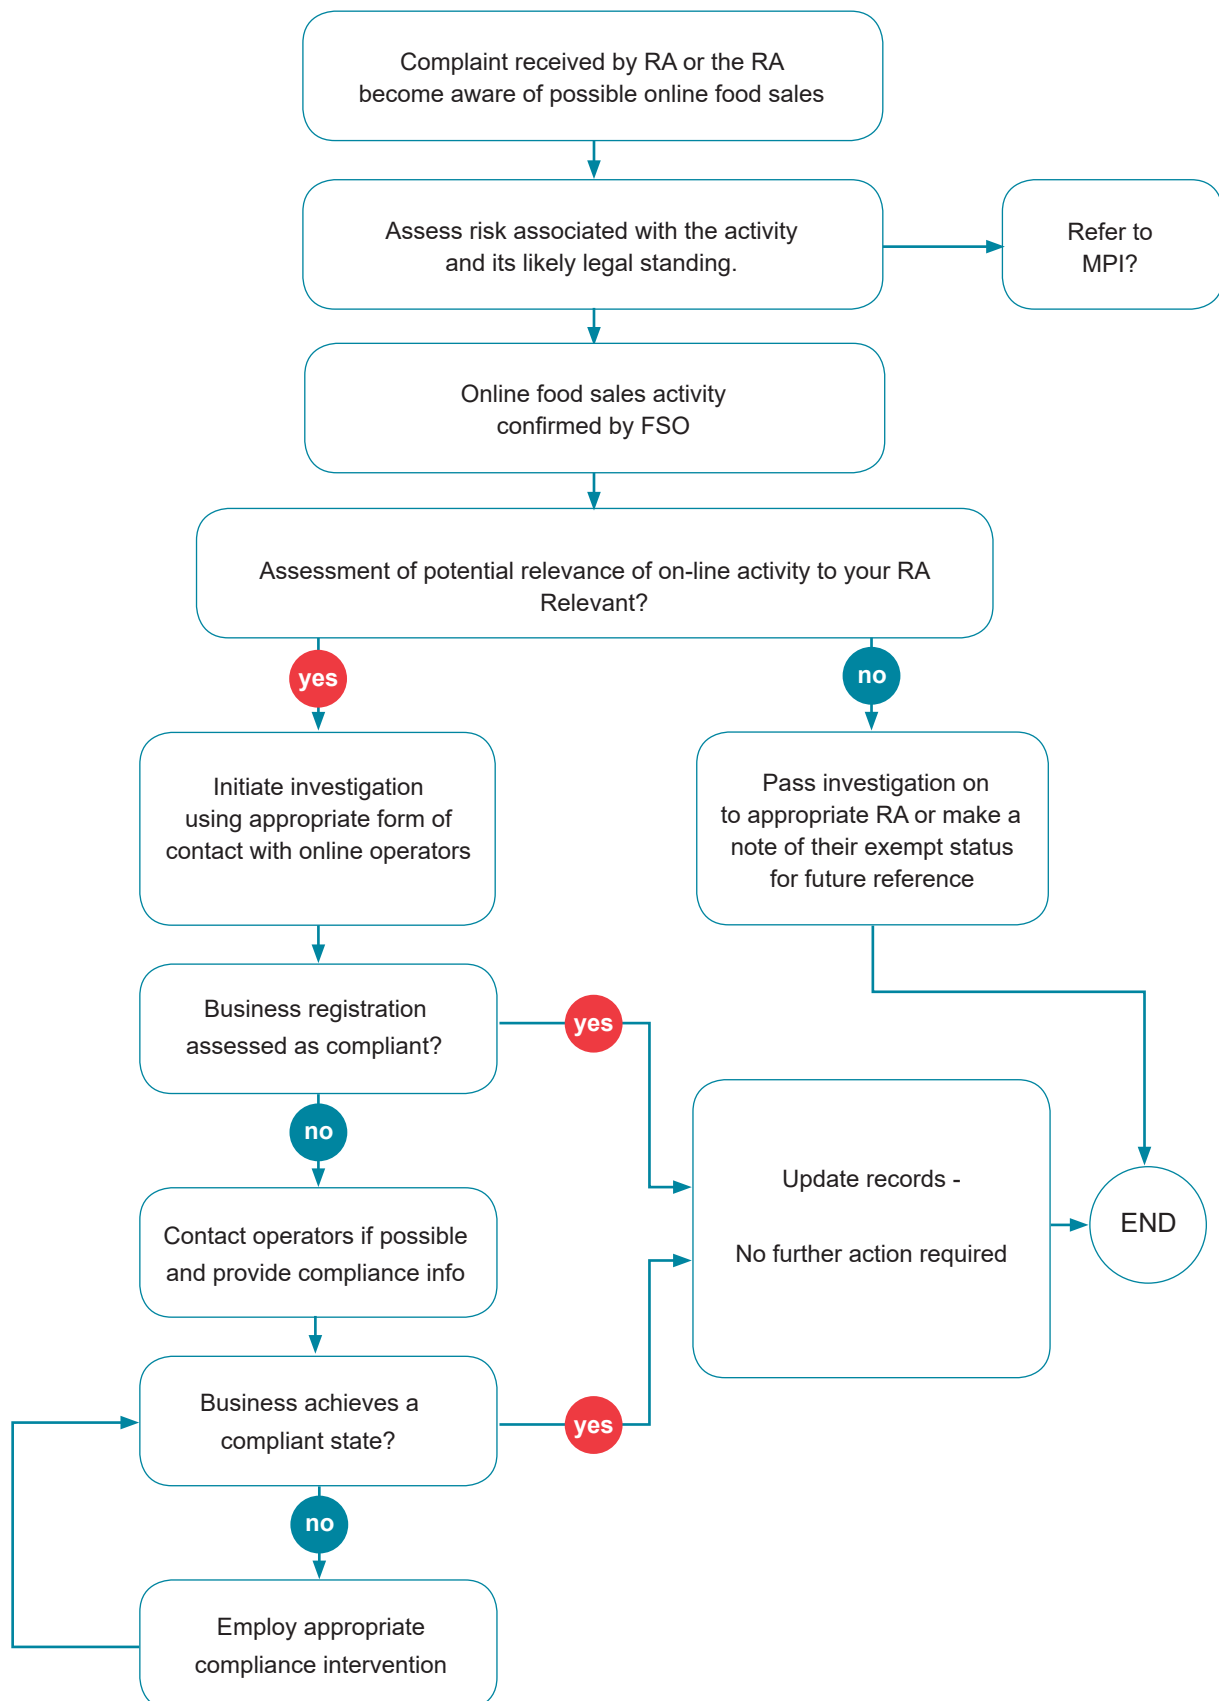 Complaint received by RA or the RA
become aware of possible online food sales
Assess risk associated with the activity
and its likely legal standing.
Refer to
MPI?
Online food sales activity
confirmed by FSO
Assessment of potential relevance of on-line activity to your RA
Relevant?
yes
no
Initiate investigation
using appropriate form of
contact with online operators
Pass investigation on
to appropriate RA or make a
note of their exempt status
for future reference
Business registration
assessed as compliant?
yes
no
Update records -
No further action required
END
Contact operators if possible
and provide compliance info
Business achieves a
compliant state?
yes
no
Employ appropriate
compliance intervention